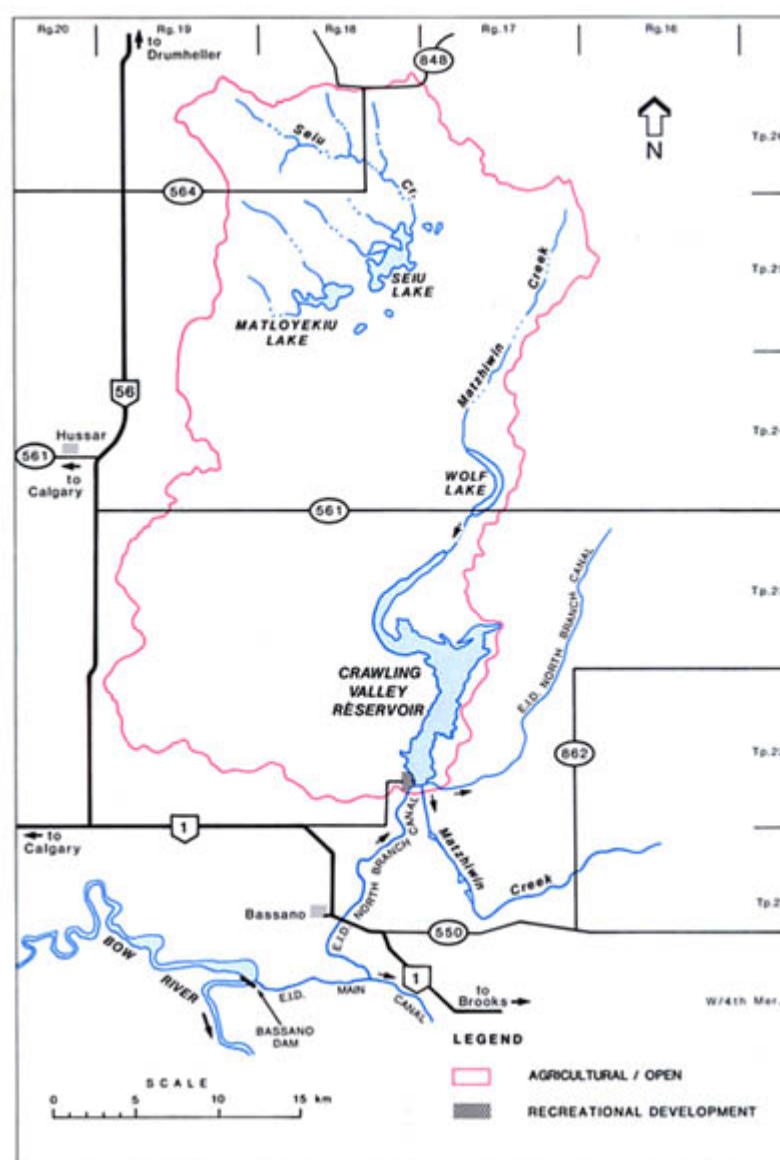 Rg.20
Rg.19
Rg.18
Rg.17
Rg.16
to
Drumheller
848
N
Seiu
Cr.
564
SEIU
LAKE
MATLOYEKIU
LAKE
Creek
Matzhiwin
56
Hussar
561
to
Calgary
WOLF
LAKE
561
E.I.D. NORTH BRANCH CANAL
CRAWLING
VALLEY
RESERVOIR
862
1
to
Calgary
E.I.D. NORTH BRANCH CANAL
Matzhiwin
Creek
Bassano
550
BOW
RIVER
E.I.D. MAIN CANAL
1
to
Brooks
BASSANO
DAM
W/4th Mer.
LEGEND
AGRICULTURAL / OPEN
RECREATIONAL DEVELOPMENT
SCALE
0 5 10 15
km